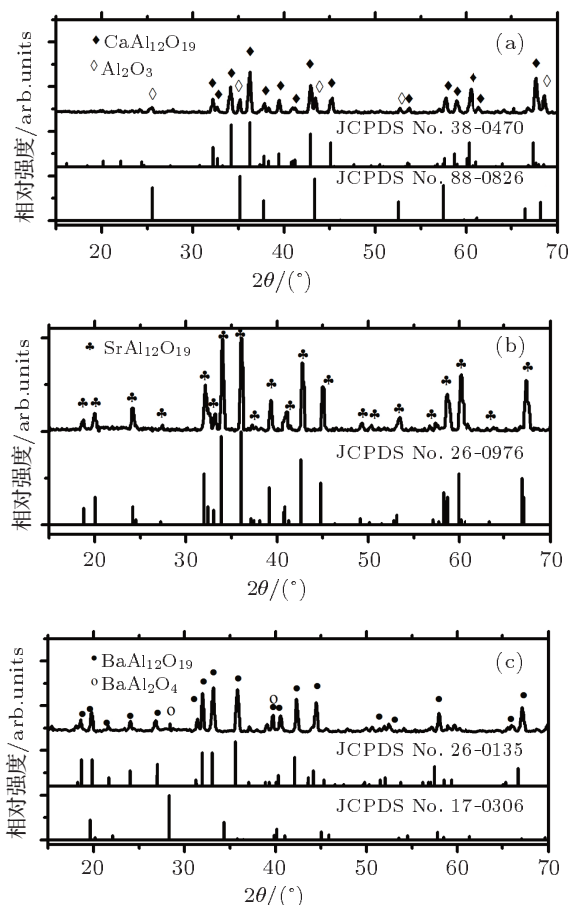 (a)
♦ CaAl₁₂O₁₉
◊ Al₂O₃
JCPDS No. 38-0470
JCPDS No. 88-0826
相对强度/arb.units
20 30 40 50 60 70
2θ/(°)
(b)
♣ SrAl₁₂O₁₉
JCPDS No. 26-0976
相对强度/arb.units
20 30 40 50 60 70
2θ/(°)
(c)
• BaAl₁₂O₁₉
o BaAl₂O₄
JCPDS No. 26-0135
JCPDS No. 17-0306
相对强度/arb.units
20 30 40 50 60 70
2θ/(°)